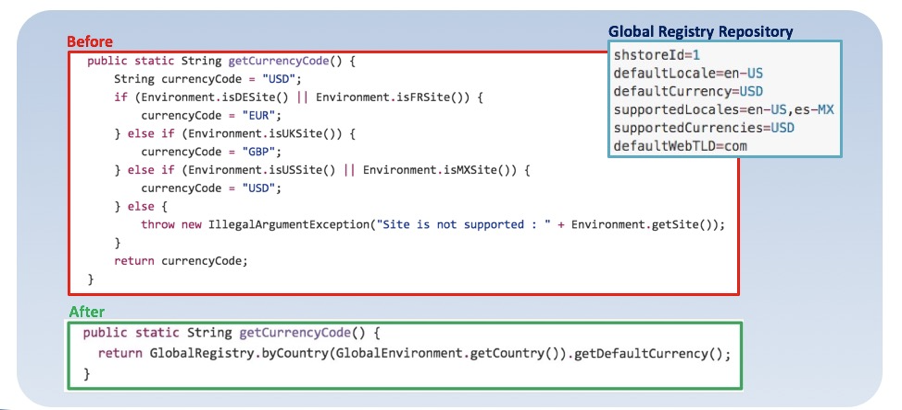 Before
public static String getCurrencyCode() {
String currencyCode = "USD";
if (Environment.isDESite() || Environment.isFRSite()) {
currencyCode = "EUR";
} else if (Environment.isUKSite()) {
currencyCode = "GBP";
} else if (Environment.isUSSite() || Environment.isMXSite()) {
currencyCode = "USD";
} else {
throw new IllegalArgumentException("Site is not supported : " + Environment.getSite());
}
return currencyCode;
}
Global Registry Repository
shstoreId=1
defaultLocale=en-US
defaultCurrency=USD
supportedLocales=en-US,es-MX
supportedCurrencies=USD
defaultWebTLD=com
After
public static String getCurrencyCode() {
return GlobalRegistry.byCountry(GlobalEnvironment.getCountry()).getDefaultCurrency();
}